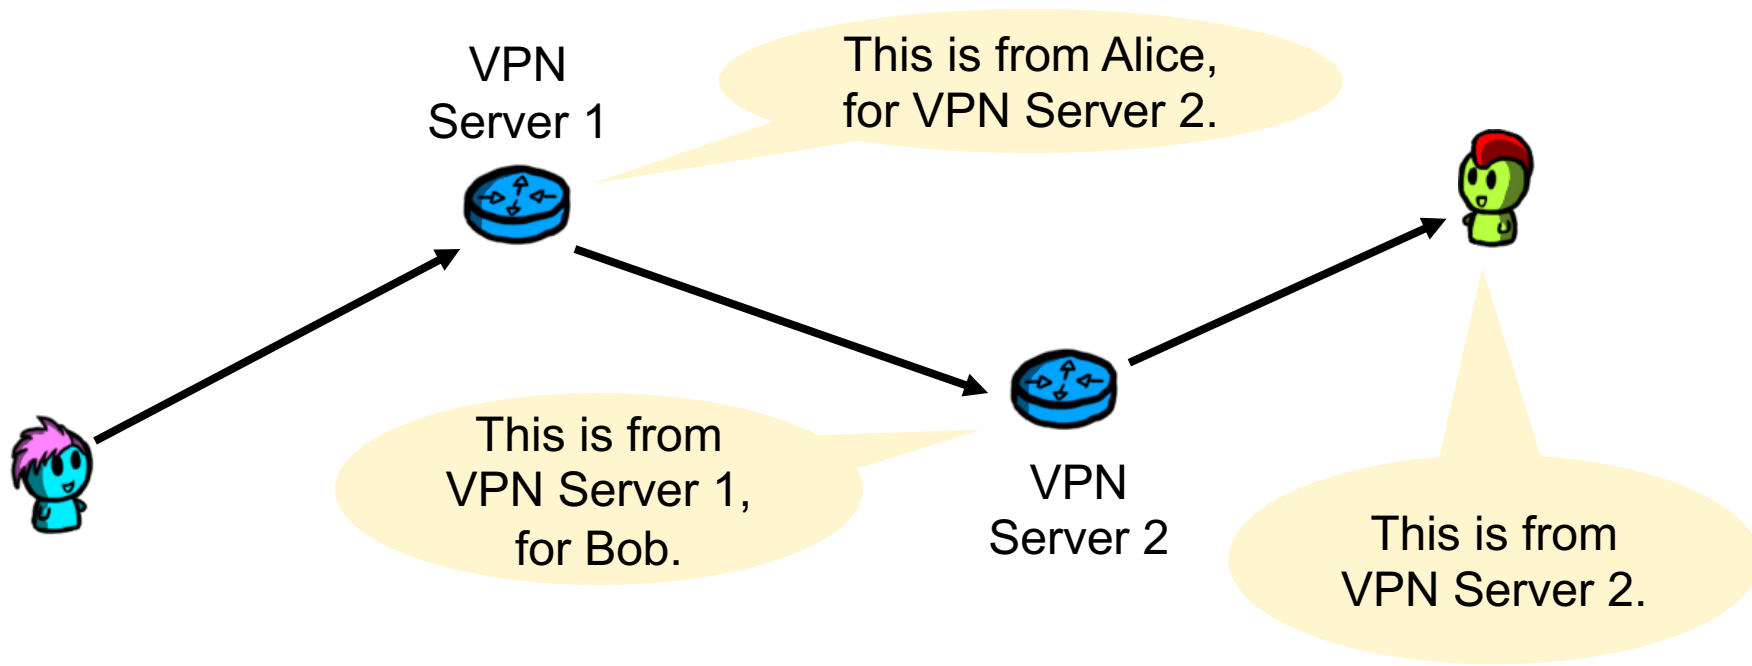 VPN
Server 1
This is from Alice,
for VPN Server 2.
This is from
VPN Server 1,
for Bob.
VPN
Server 2
This is from
VPN Server 2.